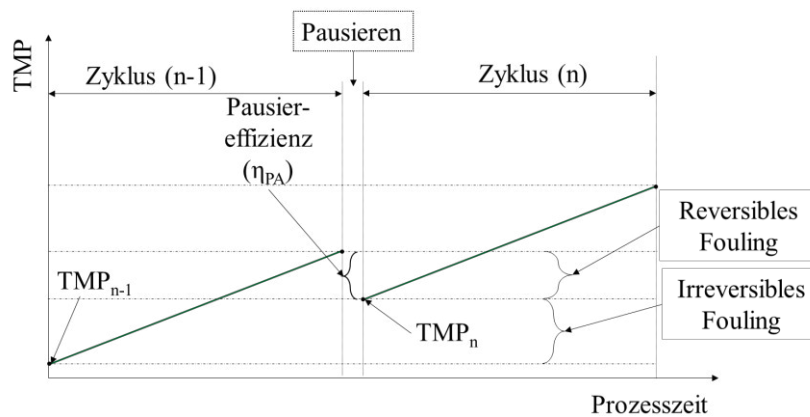 Pausieren
TMP
Zyklus (n-1)
Zyklus (n)
Pausier-
effizienz
(η_PA)
Reversibles
Fouling
TMP_n-1
Irreversibles
Fouling
TMP_n
Prozesszeit